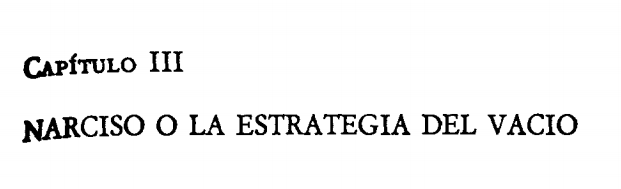 CAPÍTULO III
NARCISO O LA ESTRATEGIA DEL VACIO